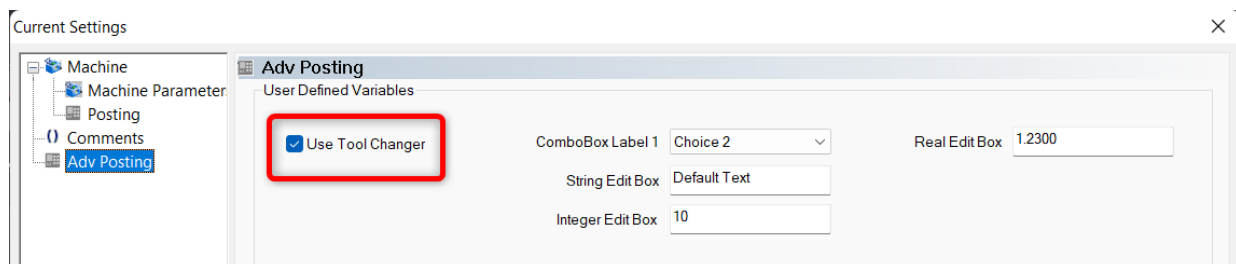 Current Settings
Machine
Machine Parameter
Posting
() Comments
Adv Posting
Adv Posting
User Defined Variables
Use Tool Changer
ComboBox Label 1 Choice 2
Real Edit Box 1.2300
String Edit Box Default Text
Integer Edit Box 10